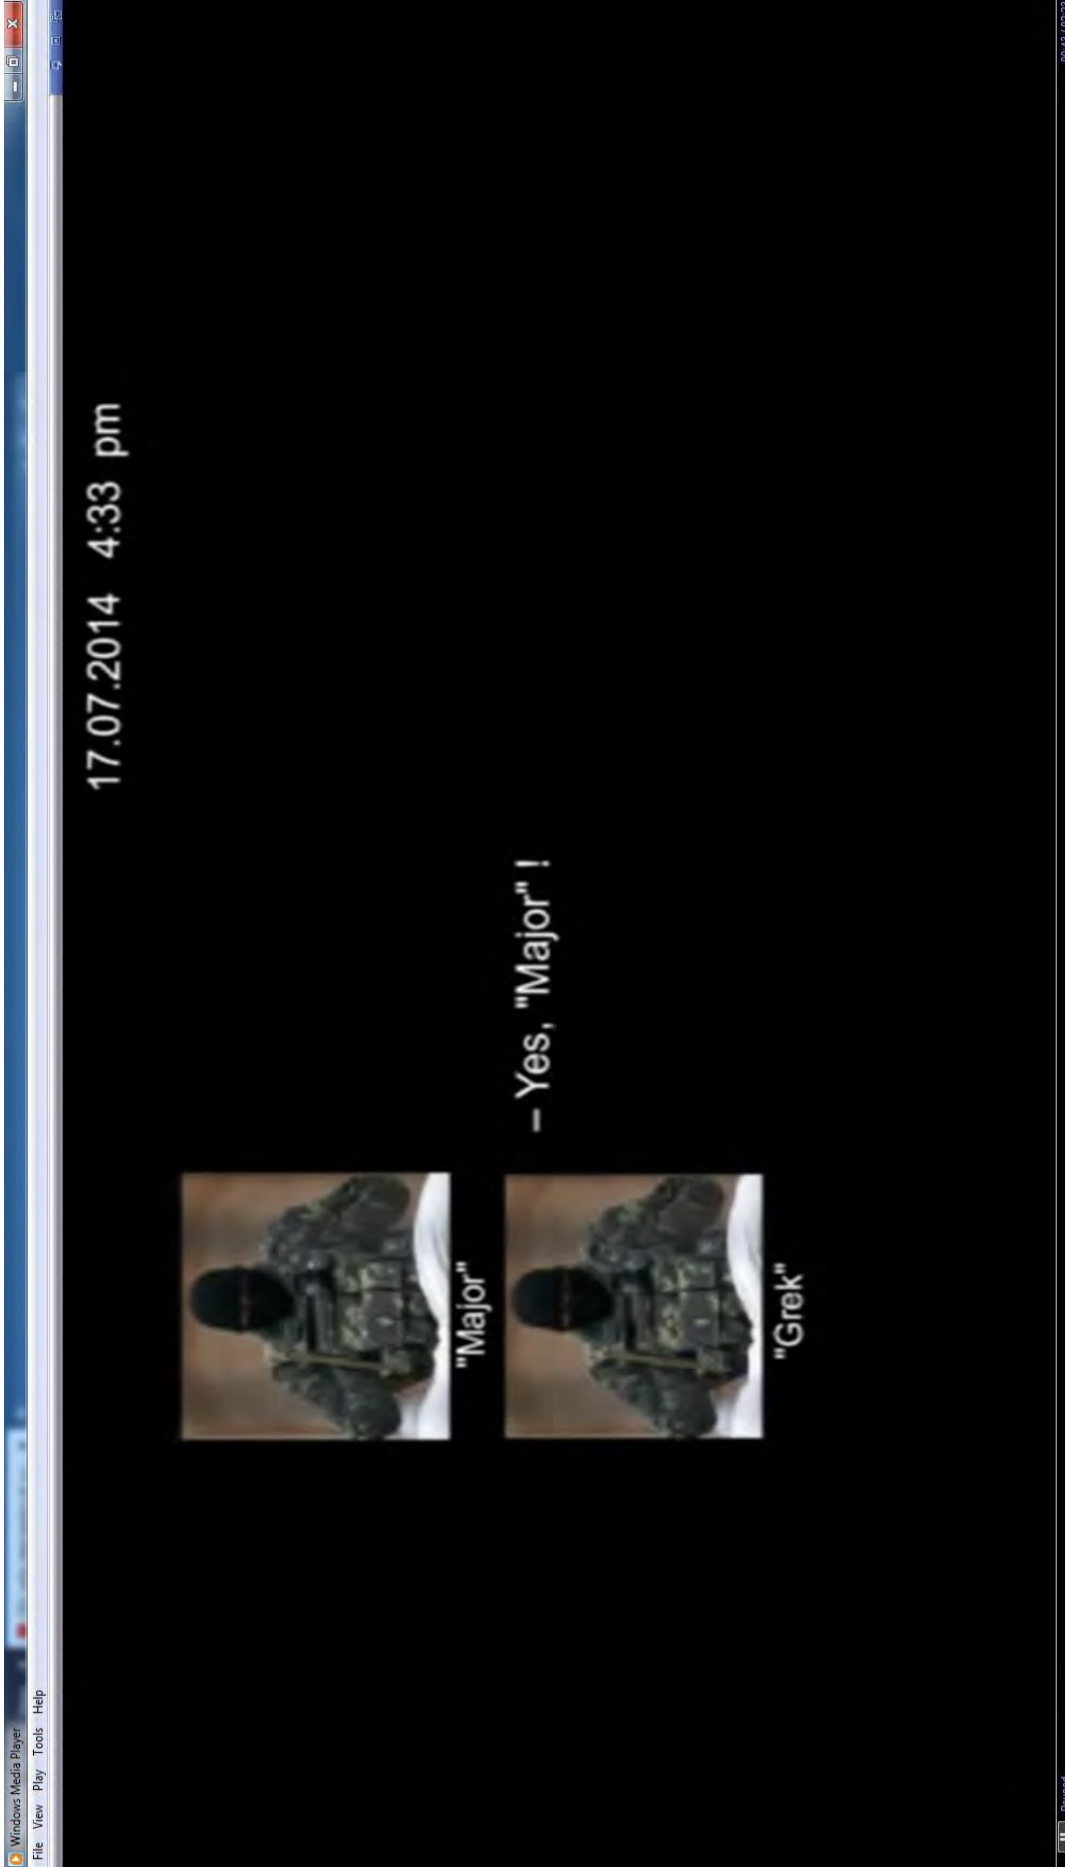 Windows Media Player
File View Play Tools Help
17.07.2014 4:33 pm
"Major"
– Yes, "Major" !
"Grek"